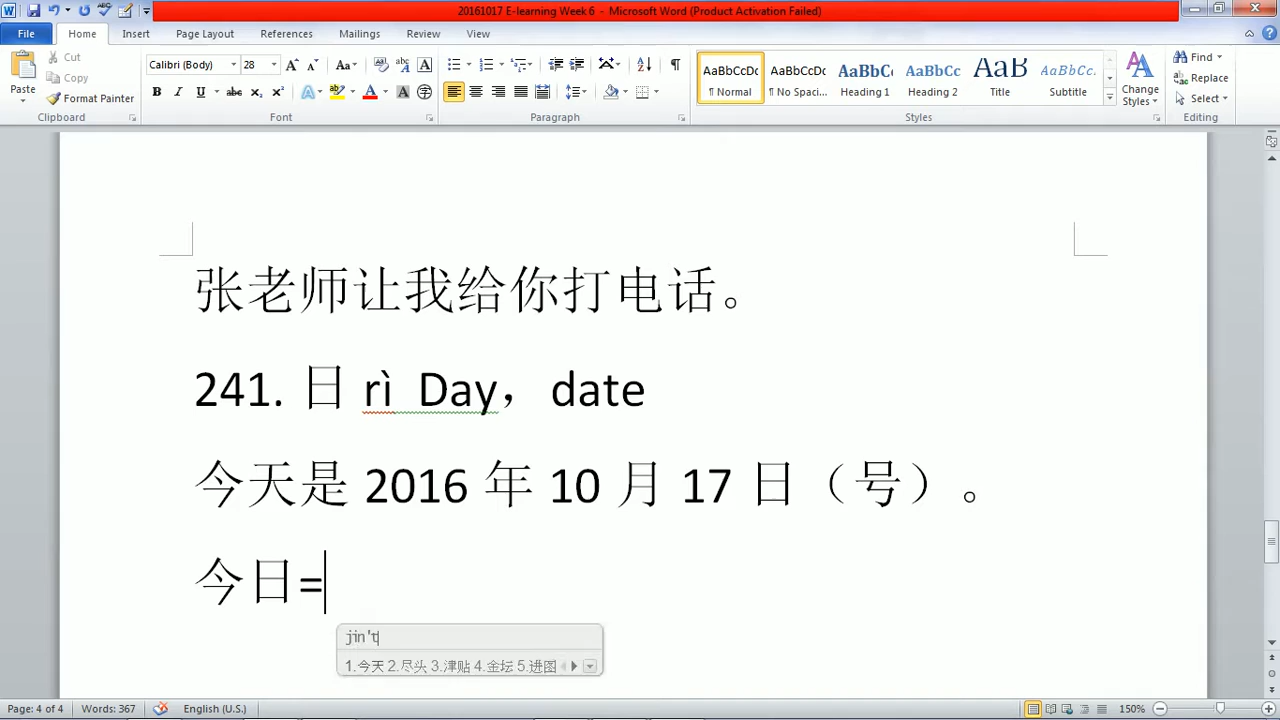 20161017 E-learning Week 6 - Microsoft Word (Product Activation Failed)
File Home Insert Page Layout References Mailings Review View
Cut
Copy
Format Painter
Paste
Clipboard
Calibri (Body) 28
Font
Paragraph
AaBbCcDc AaBbCcDc AaBbCc AaBbCc AaB AaBbCc.
¶ Normal ¶ No Spaci... Heading 1 Heading 2 Title Subtitle
Change Styles
Styles
Find
Replace
Select
Editing
张老师让我给你打电话。
241. 日 rì Day，date
今天是 2016 年 10 月 17 日（号）。
今日=
jin't
1.今天 2.尽头 3.津贴 4.金坛 5.进图
Page: 4 of 4 Words: 367 English (U.S.) 150%